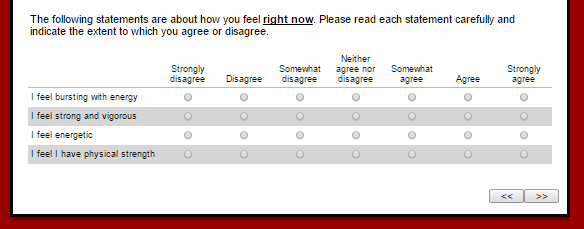 The following statements are about how you feel right now. Please read each statement carefully and
indicate the extent to which you agree or disagree.
Strongly disagree Disagree Somewhat disagree Neither agree nor disagree Somewhat agree Agree Strongly agree
I feel bursting with energy
I feel strong and vigorous
I feel energetic
I feel I have physical strength
<< >>